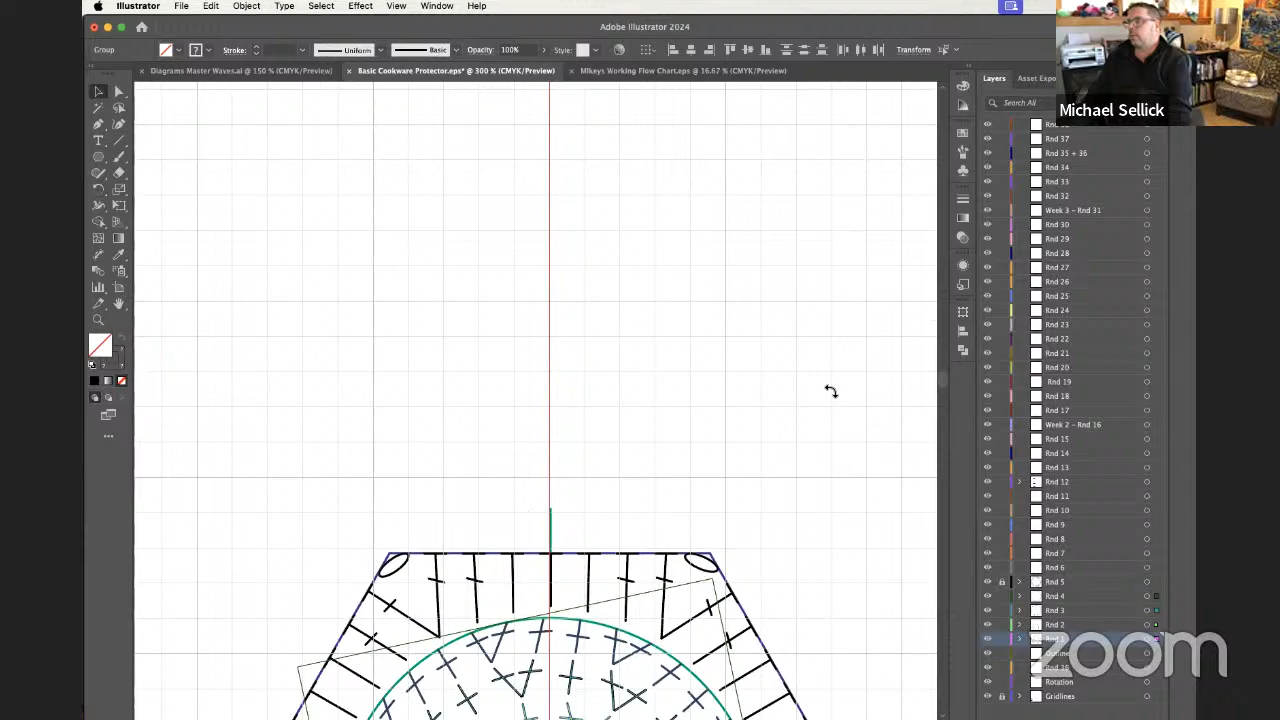 Illustrator File Edit Object Type Select Effect View Window Help
Adobe Illustrator 2024
Group Stroke: Uniform Basic Opacity: 100% Style: Transform
× Diagrams Master Waves.ai @ 150 % (CMYK/Preview) × Basic Cookware Protector.eps* @ 300 % (CMYK/Preview) × Mikeys Working Flow Chart.eps @ 16.67 % (CMYK/Preview)
Layers Asset Expo
Search All
Michael Sellick
Rnd 37
Rnd 35 + 36
Rnd 34
Rnd 33
Rnd 32
Week 3 - Rnd 31
Rnd 30
Rnd 29
Rnd 28
Rnd 27
Rnd 26
Rnd 25
Rnd 24
Rnd 23
Rnd 22
Rnd 21
Rnd 20
Rnd 19
Rnd 18
Rnd 17
Week 2 - Rnd 16
Rnd 15
Rnd 14
Rnd 13
Rnd 12
Rnd 11
Rnd 10
Rnd 9
Rnd 8
Rnd 7
Rnd 6
Rnd 5
Rnd 4
Rnd 3
Rnd 2
Rnd 1
Outline
Rotation
Gridlines
zoom